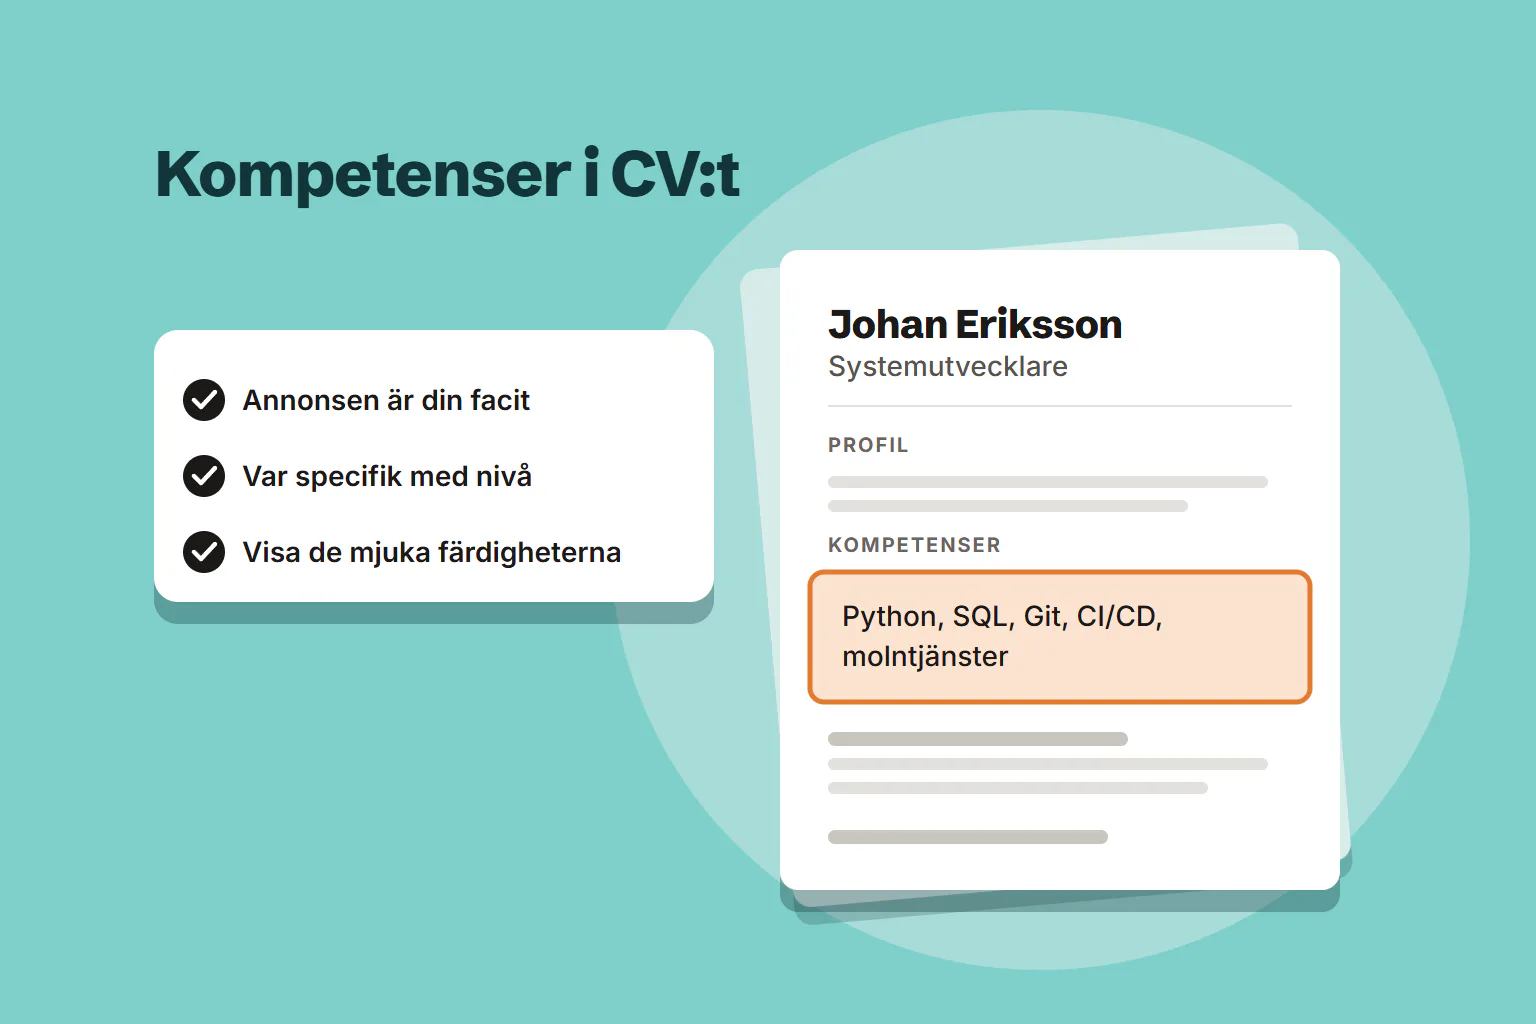 Kompetenser i CV:t
Annonsen är din facit
Var specifik med nivå
Visa de mjuka färdigheterna
Johan Eriksson
Systemutvecklare
PROFIL
KOMPETENSER
Python, SQL, Git, CI/CD,
molntjänster